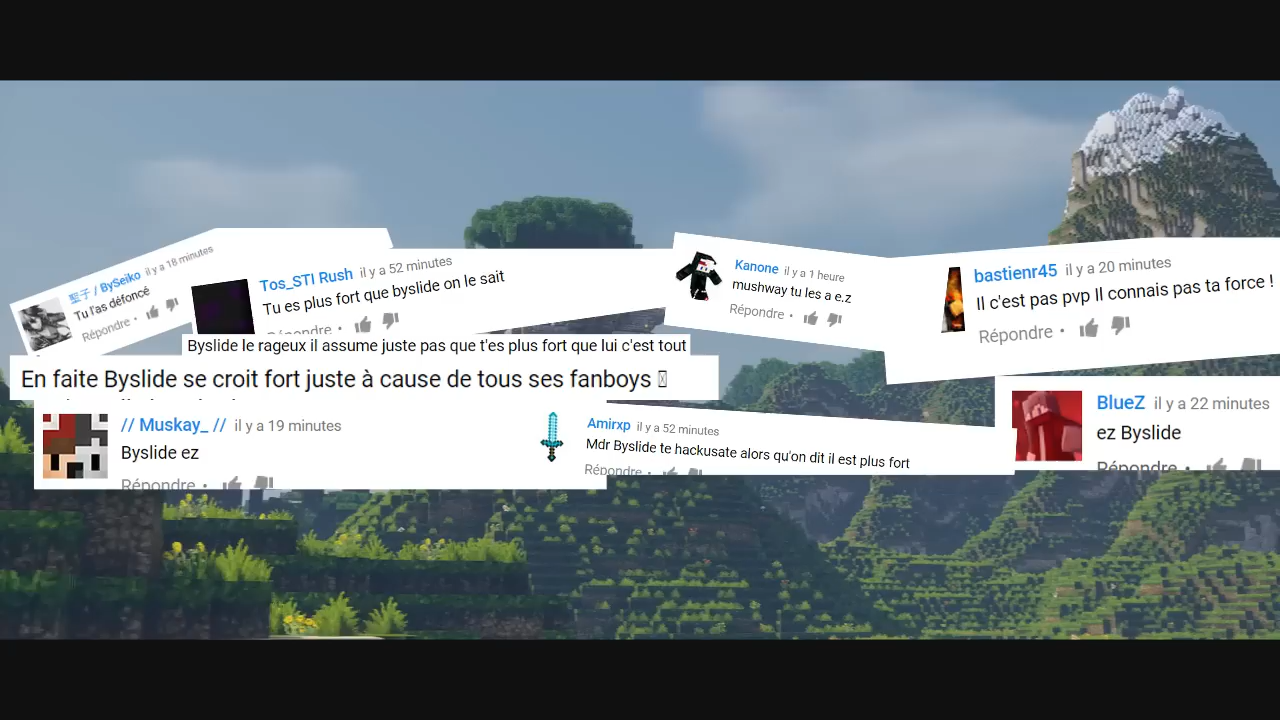 聖子 / BySeiko il y a 18 minutes
Tu l'as défoncé
Répondre •
Tos_STI Rush il y a 52 minutes
Tu es plus fort que byslide on le sait
Répondre •
Kanone il y a 1 heure
mushway tu les a e.z
Répondre •
bastienr45 il y a 20 minutes
Il c'est pas pvp Il connais pas ta force !
Répondre •
Byslide le rageux il assume juste pas que t'es plus fort que lui c'est tout
En faite Byslide se croit fort juste à cause de tous ses fanboys
// Muskay_ // il y a 19 minutes
Byslide ez
Répondre •
Amirxp il y a 52 minutes
Mdr Byslide te hackusate alors qu'on dit il est plus fort
Répondre •
BlueZ il y a 22 minutes
ez Byslide
Répondre •